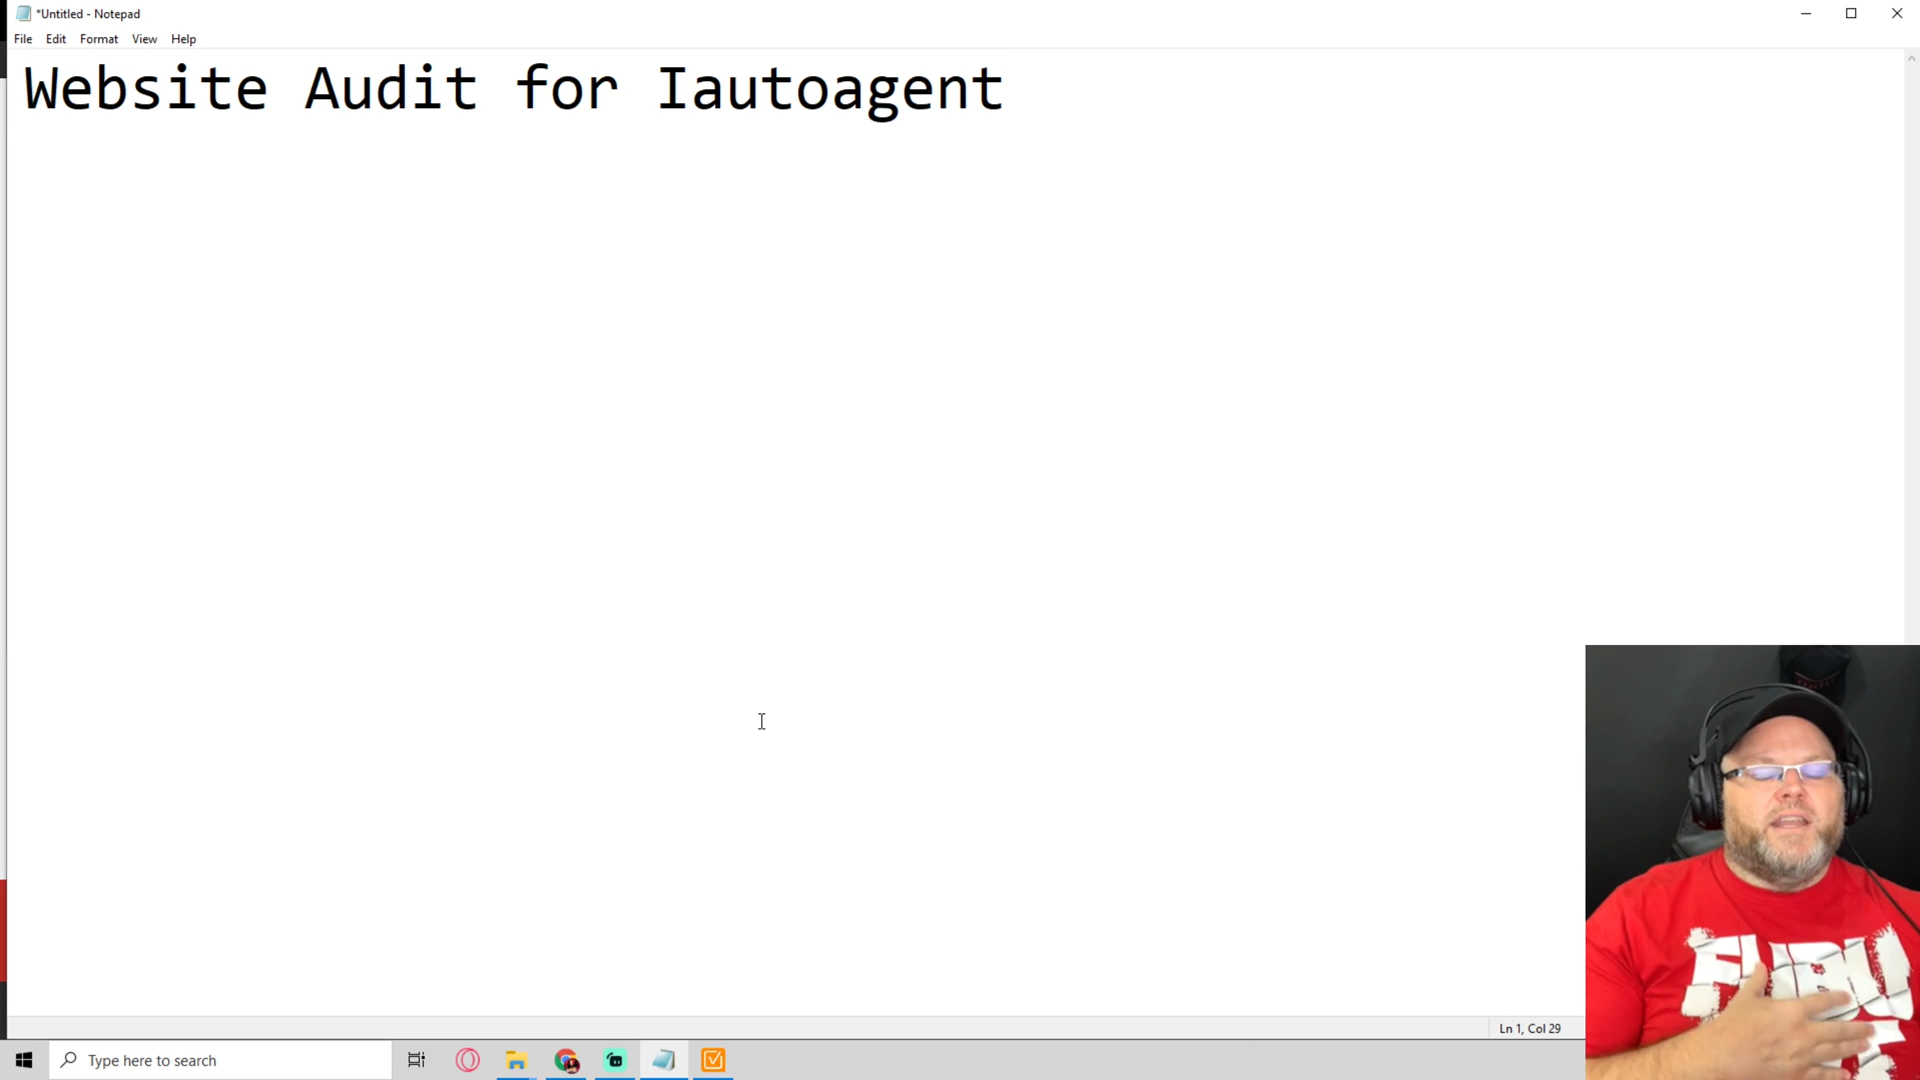 *Untitled - Notepad
File Edit Format View Help
Website Audit for Iautoagent
FUBU
Ln 1, Col 29
Type here to search